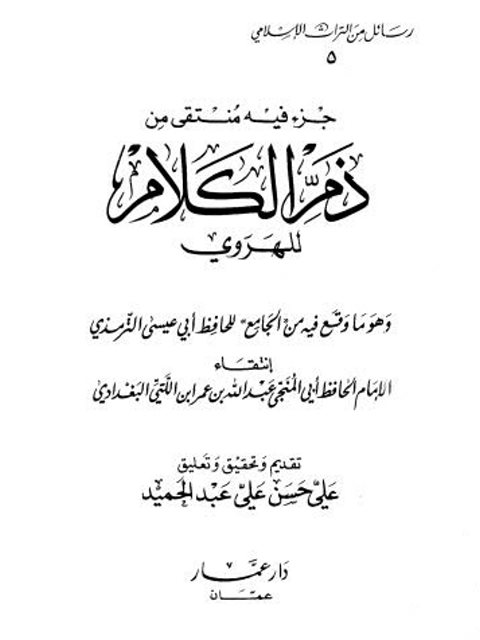 رسائل من التراث الإسلامي
٥
جزء فيه منتقى من
ذم الكلام
للهروي
وهو ما وقع فيه من "الجامع" للحافظ أبي عيسى الترمذي
إنتقاء
الإمام الحافظ أبي المنجى عبد الله بن عمر ابن اللتي البغدادي
تقديم وتحقيق وتعليق
علي حسن علي عبد الحميد
دار عمار
عمان